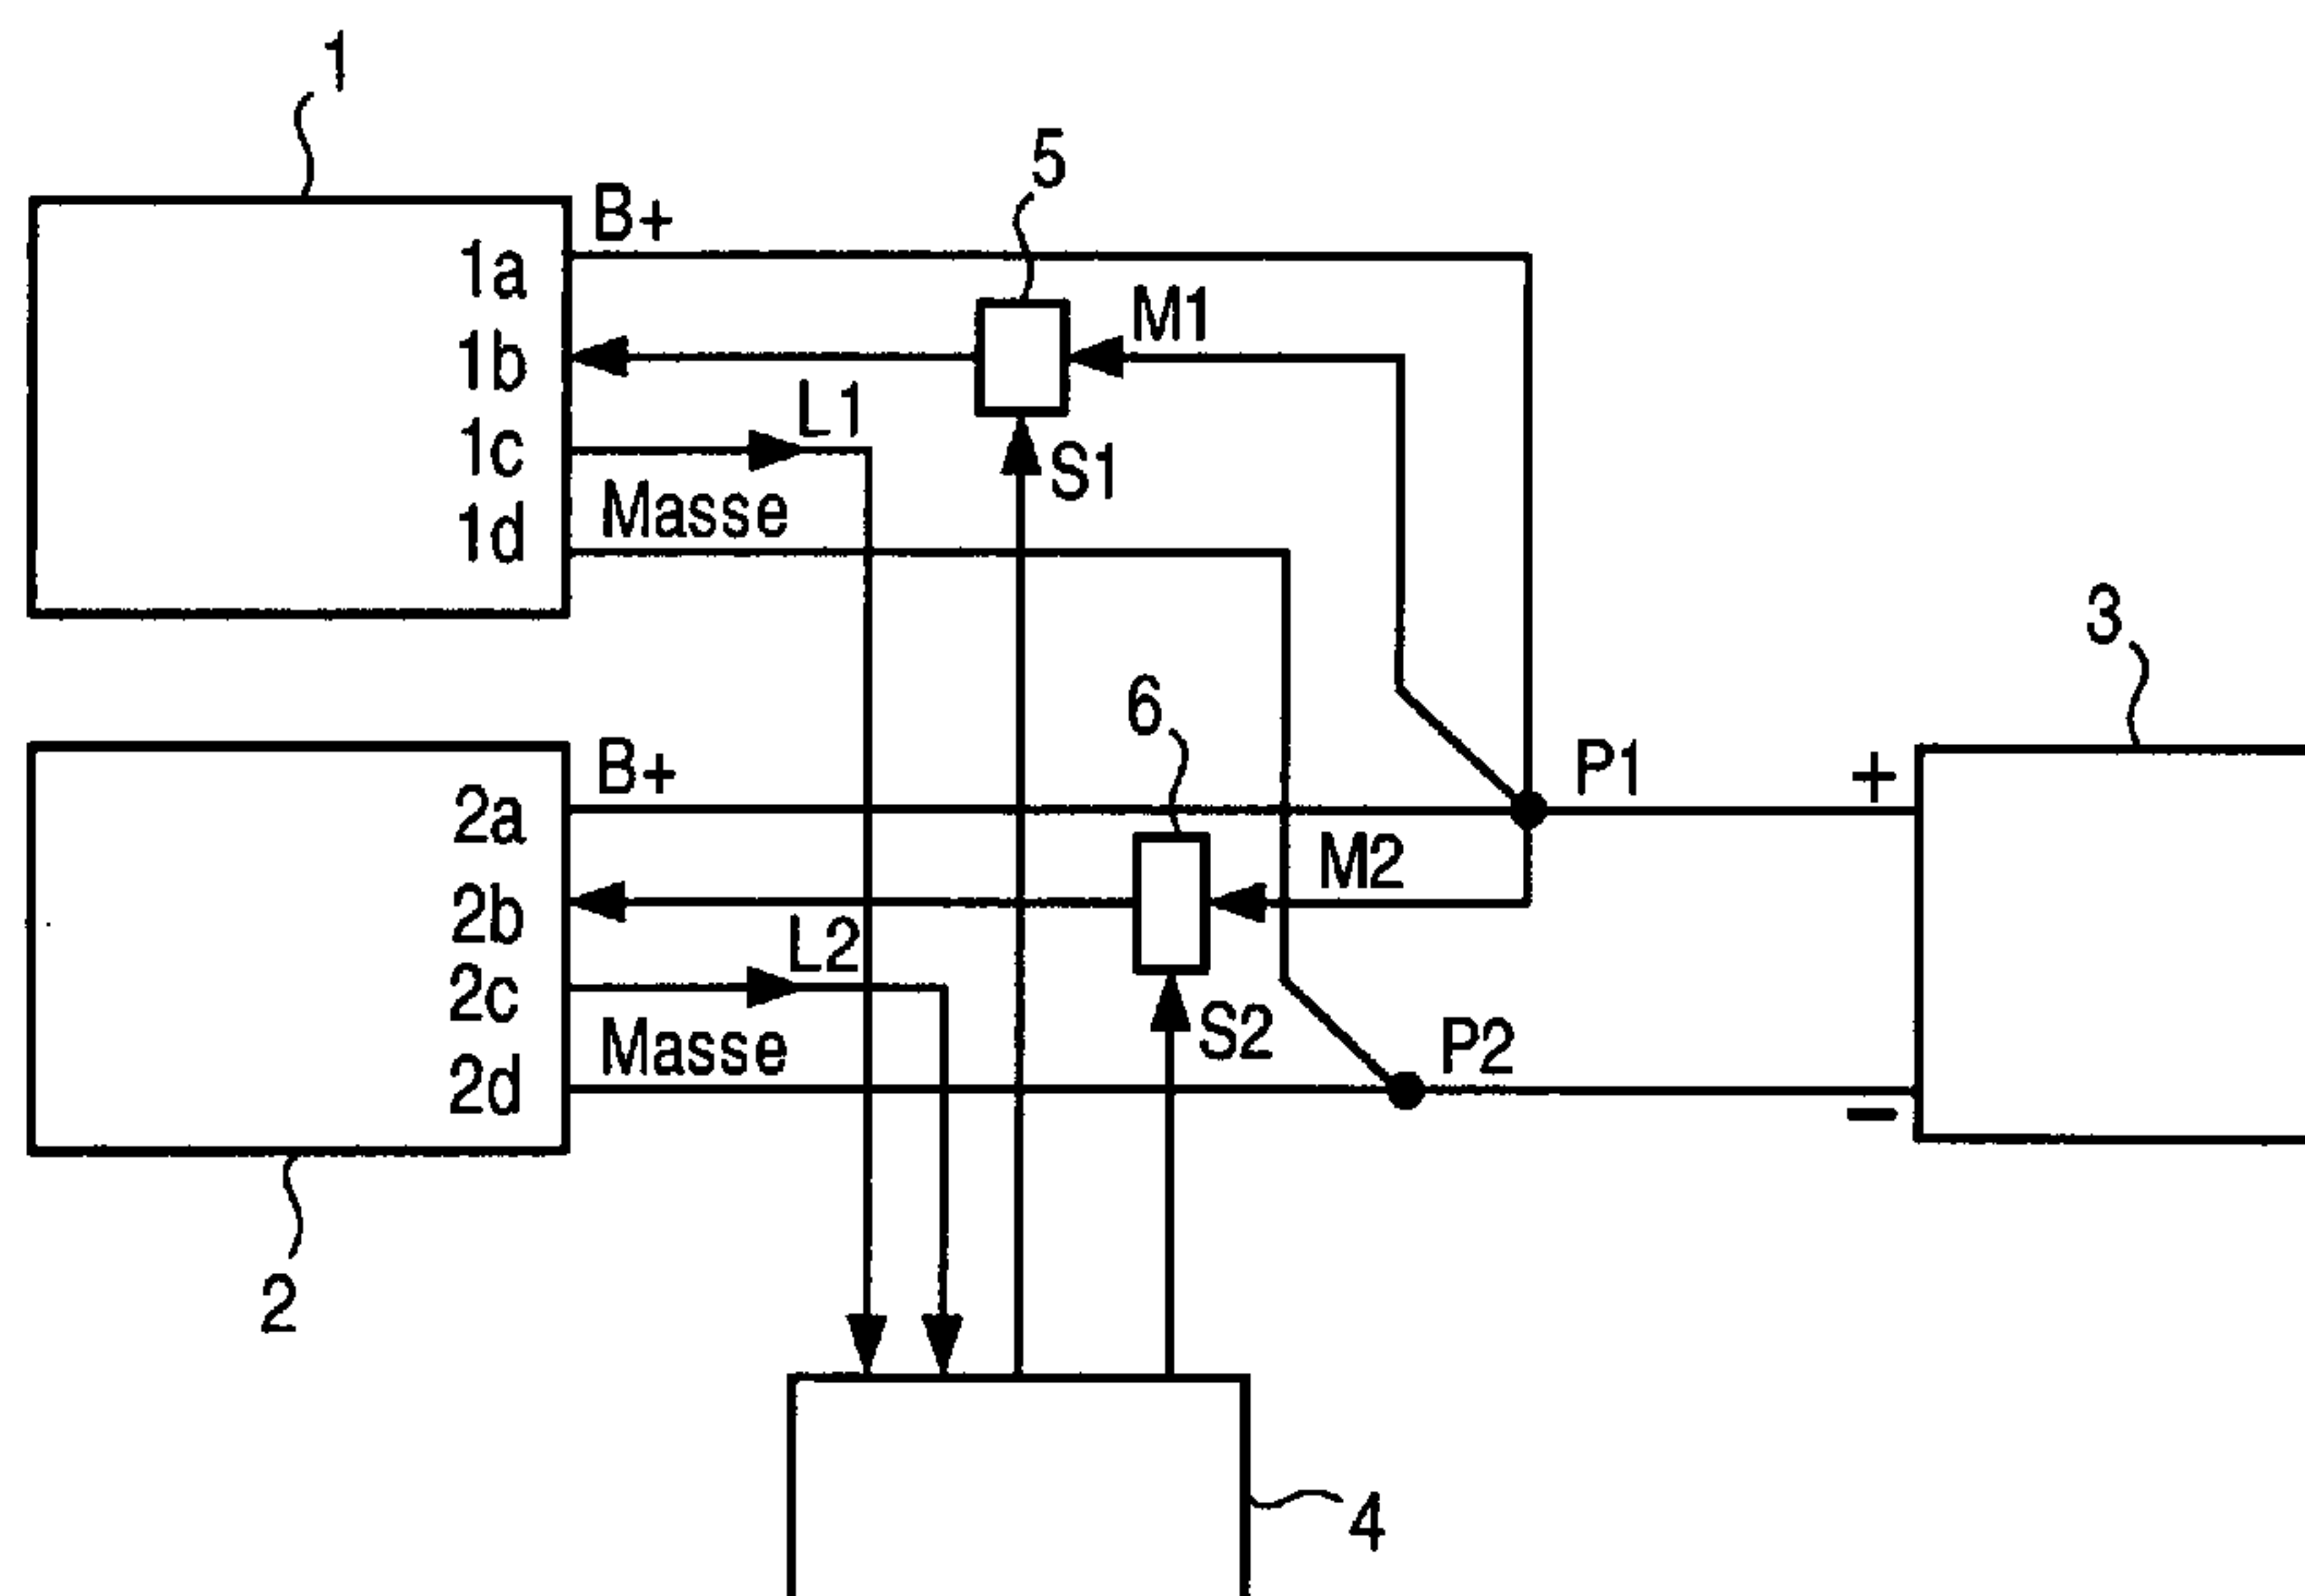 1
5
B+
1a
M1
1b
L1
1c
S1
Masse
1d
3
6
B+
P1
+
2a
M2
2b
L2
2c
S2
Masse
P2
2d
−
2
4